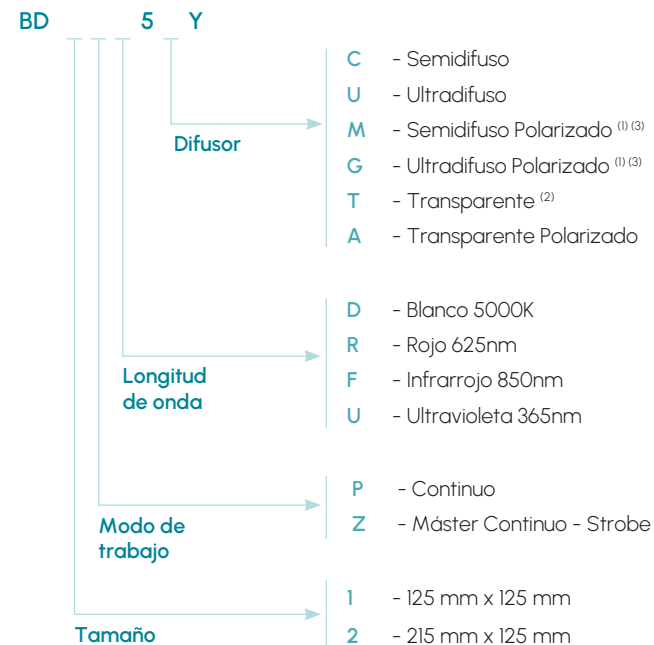 BD 5 Y
C - Semidifuso
U - Ultradifuso
M - Semidifuso Polarizado (1) (3)
Difusor
G - Ultradifuso Polarizado (1) (3)
T - Transparente (2)
A - Transparente Polarizado
D - Blanco 5000K
R - Rojo 625nm
Longitud
de onda
F - Infrarrojo 850nm
U - Ultravioleta 365nm
P - Continuo
Z - Máster Continuo - Strobe
Modo de
trabajo
1 - 125 mm x 125 mm
Tamaño
2 - 215 mm x 125 mm